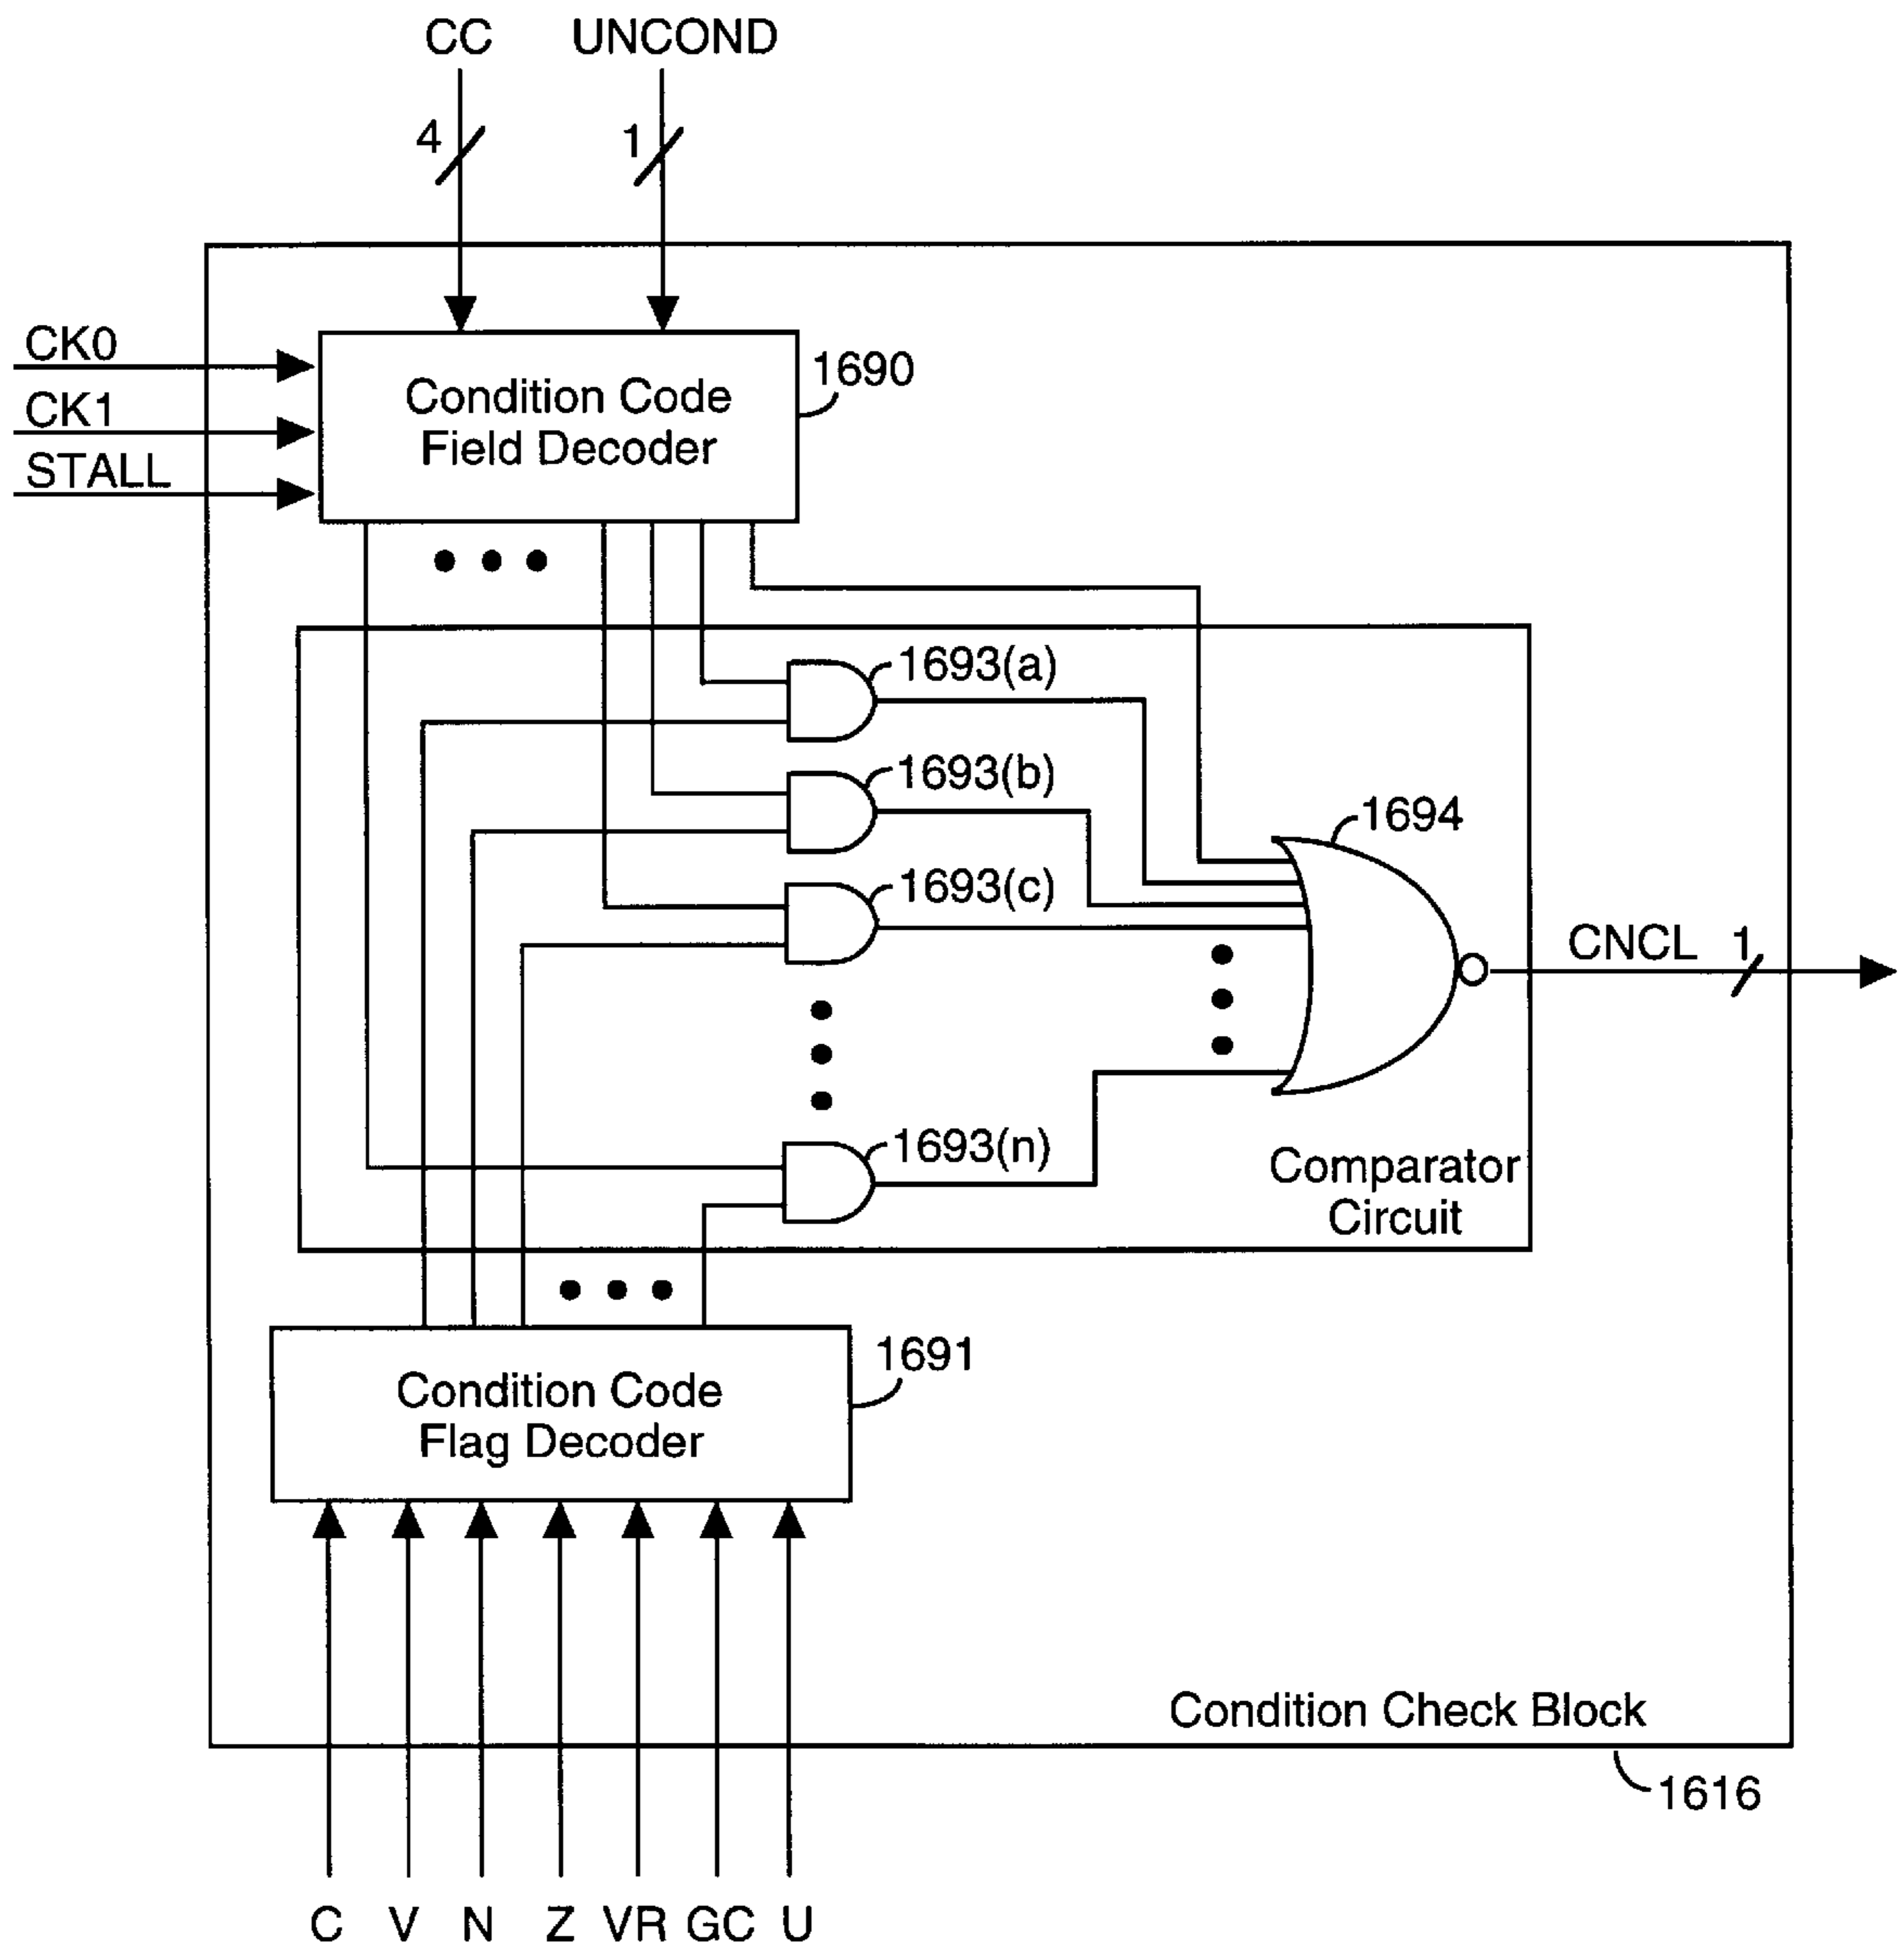 CC UNCOND
4 1
CK0
CK1
STALL
Condition Code
Field Decoder
1690
1693(a)
1693(b)
1693(c)
1694
CNCL 1
1693(n)
Comparator
Circuit
1691
Condition Code
Flag Decoder
Condition Check Block
1616
C V N Z VR GC U